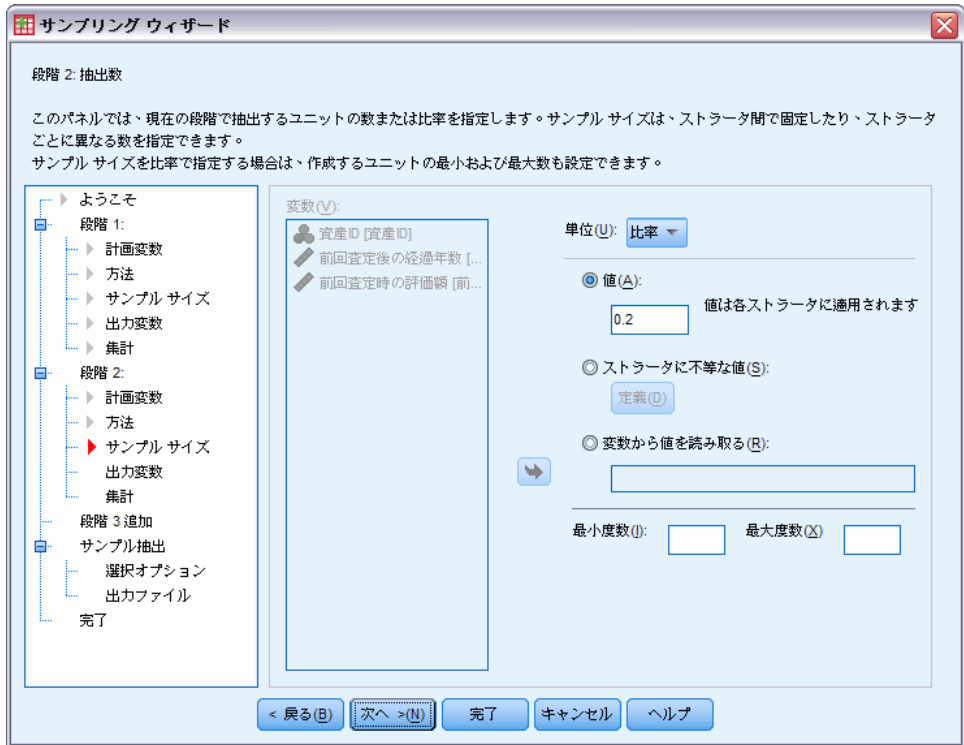 サンプリング ウィザード
段階 2: 抽出数
このパネルでは、現在の段階で抽出するユニットの数または比率を指定します。サンプル サイズは、ストラータ間で固定したり、ストラータ
ごとに異なる数を指定できます。
サンプル サイズを比率で指定する場合は、作成するユニットの最小および最大数も設定できます。
ようこそ
段階 1:
計画変数
方法
サンプル サイズ
出力変数
集計
段階 2:
計画変数
方法
サンプル サイズ
出力変数
集計
段階 3 追加
サンプル抽出
選択オプション
出力ファイル
完了
変数(V):
資産ID [資産ID]
前回査定後の経過年数 [...
前回査定時の評価額 [前...
単位(U): 比率
値(A):
0.2
値は各ストラータに適用されます
ストラータに不等な値(S):
定義(D)
変数から値を読み取る(R):
最小度数(I): 最大度数(X)
< 戻る(B) 次へ >(N) 完了 キャンセル ヘルプ